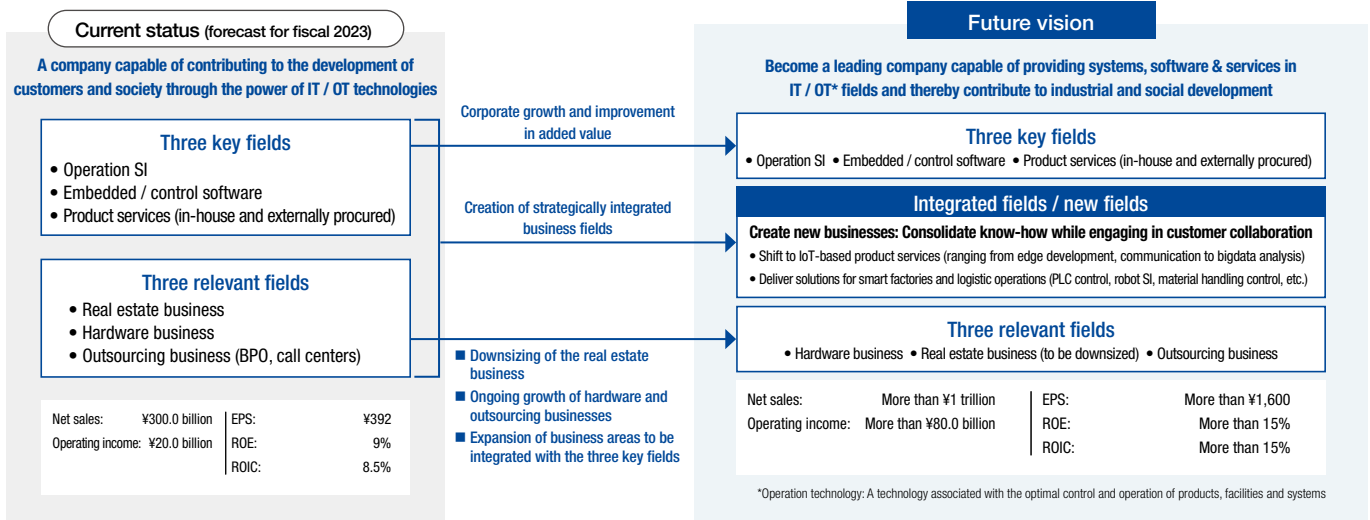 Current status (forecast for fiscal 2023)
A company capable of contributing to the development of
customers and society through the power of IT / OT technologies
Three key fields
• Operation SI
• Embedded / control software
• Product services (in-house and externally procured)
Three relevant fields
• Real estate business
• Hardware business
• Outsourcing business (BPO, call centers)
Net sales: ¥300.0 billion
Operating income: ¥20.0 billion
EPS: ¥392
ROE: 9%
ROIC: 8.5%
Corporate growth and improvement
in added value
Creation of strategically integrated
business fields
■ Downsizing of the real estate
business
■ Ongoing growth of hardware and
outsourcing businesses
■ Expansion of business areas to be
integrated with the three key fields
Future vision
Become a leading company capable of providing systems, software & services in
IT / OT* fields and thereby contribute to industrial and social development
Three key fields
• Operation SI • Embedded / control software • Product services (in-house and externally procured)
Integrated fields / new fields
Create new businesses: Consolidate know-how while engaging in customer collaboration
• Shift to IoT-based product services (ranging from edge development, communication to bigdata analysis)
• Deliver solutions for smart factories and logistic operations (PLC control, robot SI, material handling control, etc.)
Three relevant fields
• Hardware business • Real estate business (to be downsized) • Outsourcing business
Net sales: More than ¥1 trillion
Operating income: More than ¥80.0 billion
EPS: More than ¥1,600
ROE: More than 15%
ROIC: More than 15%
*Operation technology: A technology associated with the optimal control and operation of products, facilities and systems